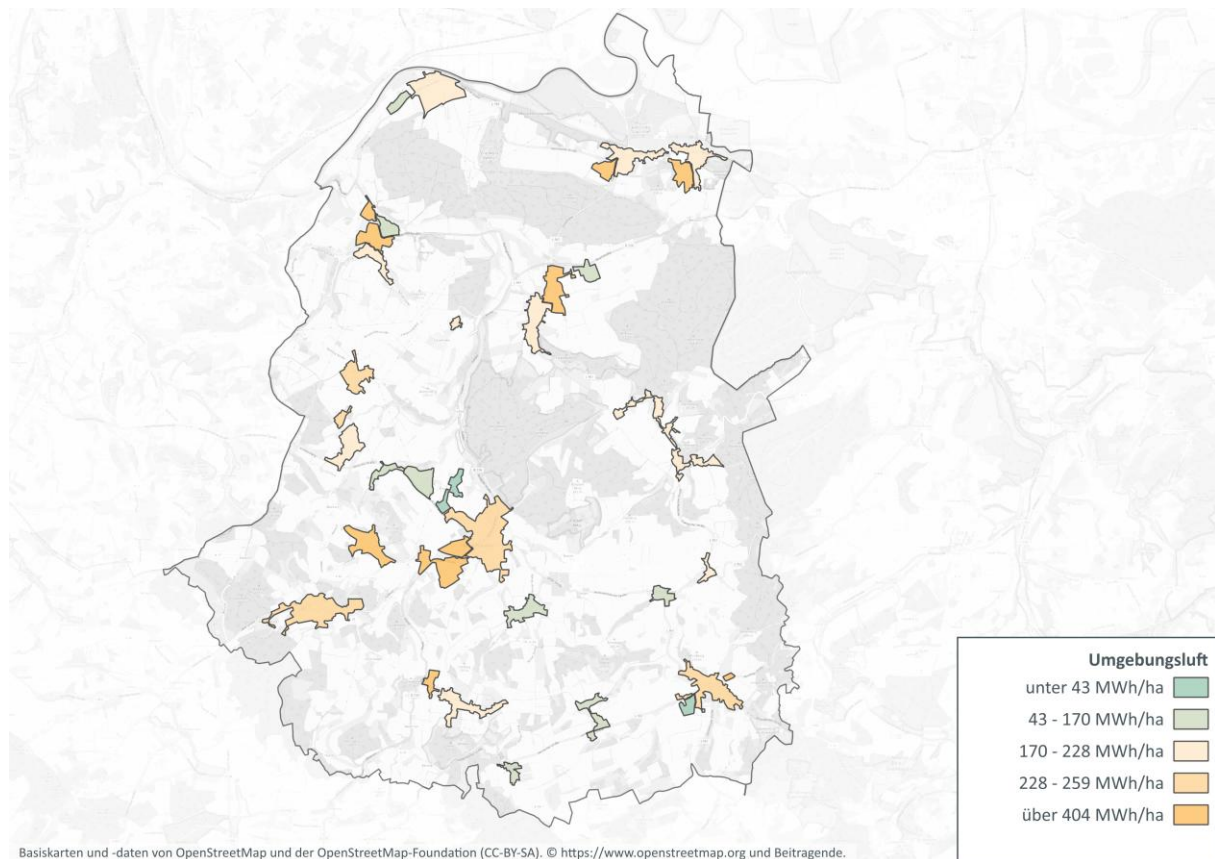 Umgebungsluft
unter 43 MWh/ha
43 - 170 MWh/ha
170 - 228 MWh/ha
228 - 259 MWh/ha
über 404 MWh/ha
Basiskarten und -daten von OpenStreetMap und der OpenStreetMap-Foundation (CC-BY-SA). © https://www.openstreetmap.org und Beitragende.